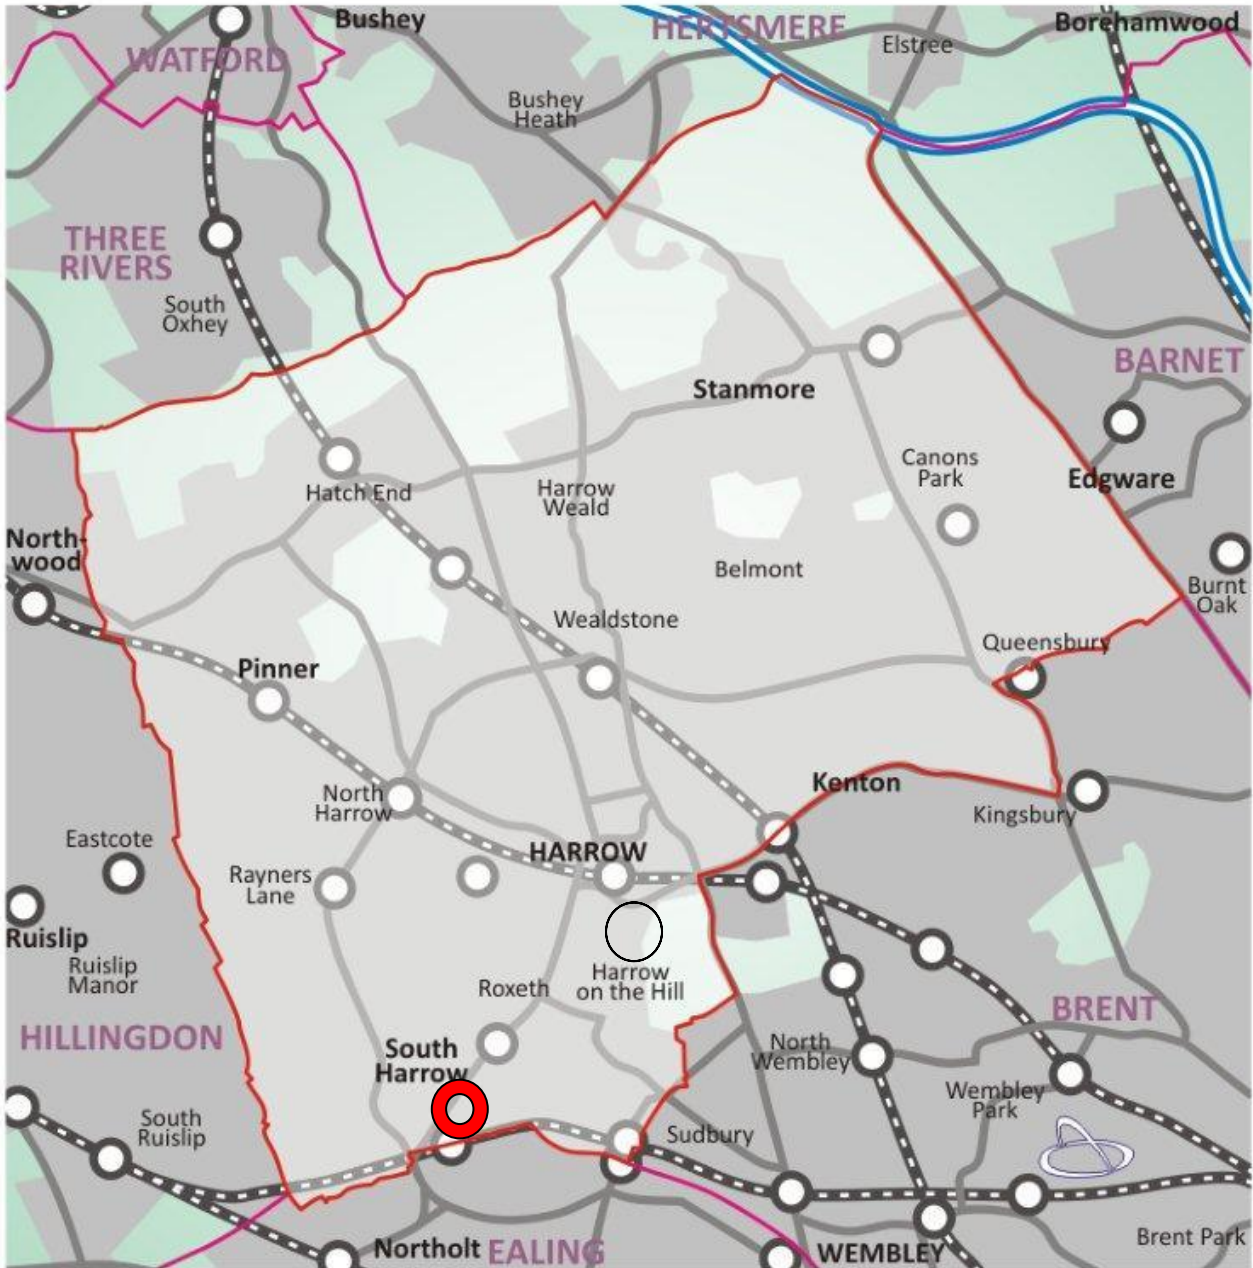 Bushey
HERTSMERE
Borehamwood
WATFORD
Elstree
Bushey
Heath
THREE
RIVERS
South
Oxhey
BARNET
Stanmore
Canons
Park
Edgware
Hatch End
Harrow
Weald
North-
wood
Belmont
Burnt
Oak
Wealdstone
Queensbury
Pinner
Kenton
North
Harrow
Kingsbury
Eastcote
HARROW
Rayners
Lane
Ruislip
Ruislip
Manor
Harrow
on the Hill
Roxeth
BRENT
HILLINGDON
South
Harrow
North
Wembley
Wembley
Park
South
Ruislip
Sudbury
Northolt
EALING
WEMBLEY
Brent Park